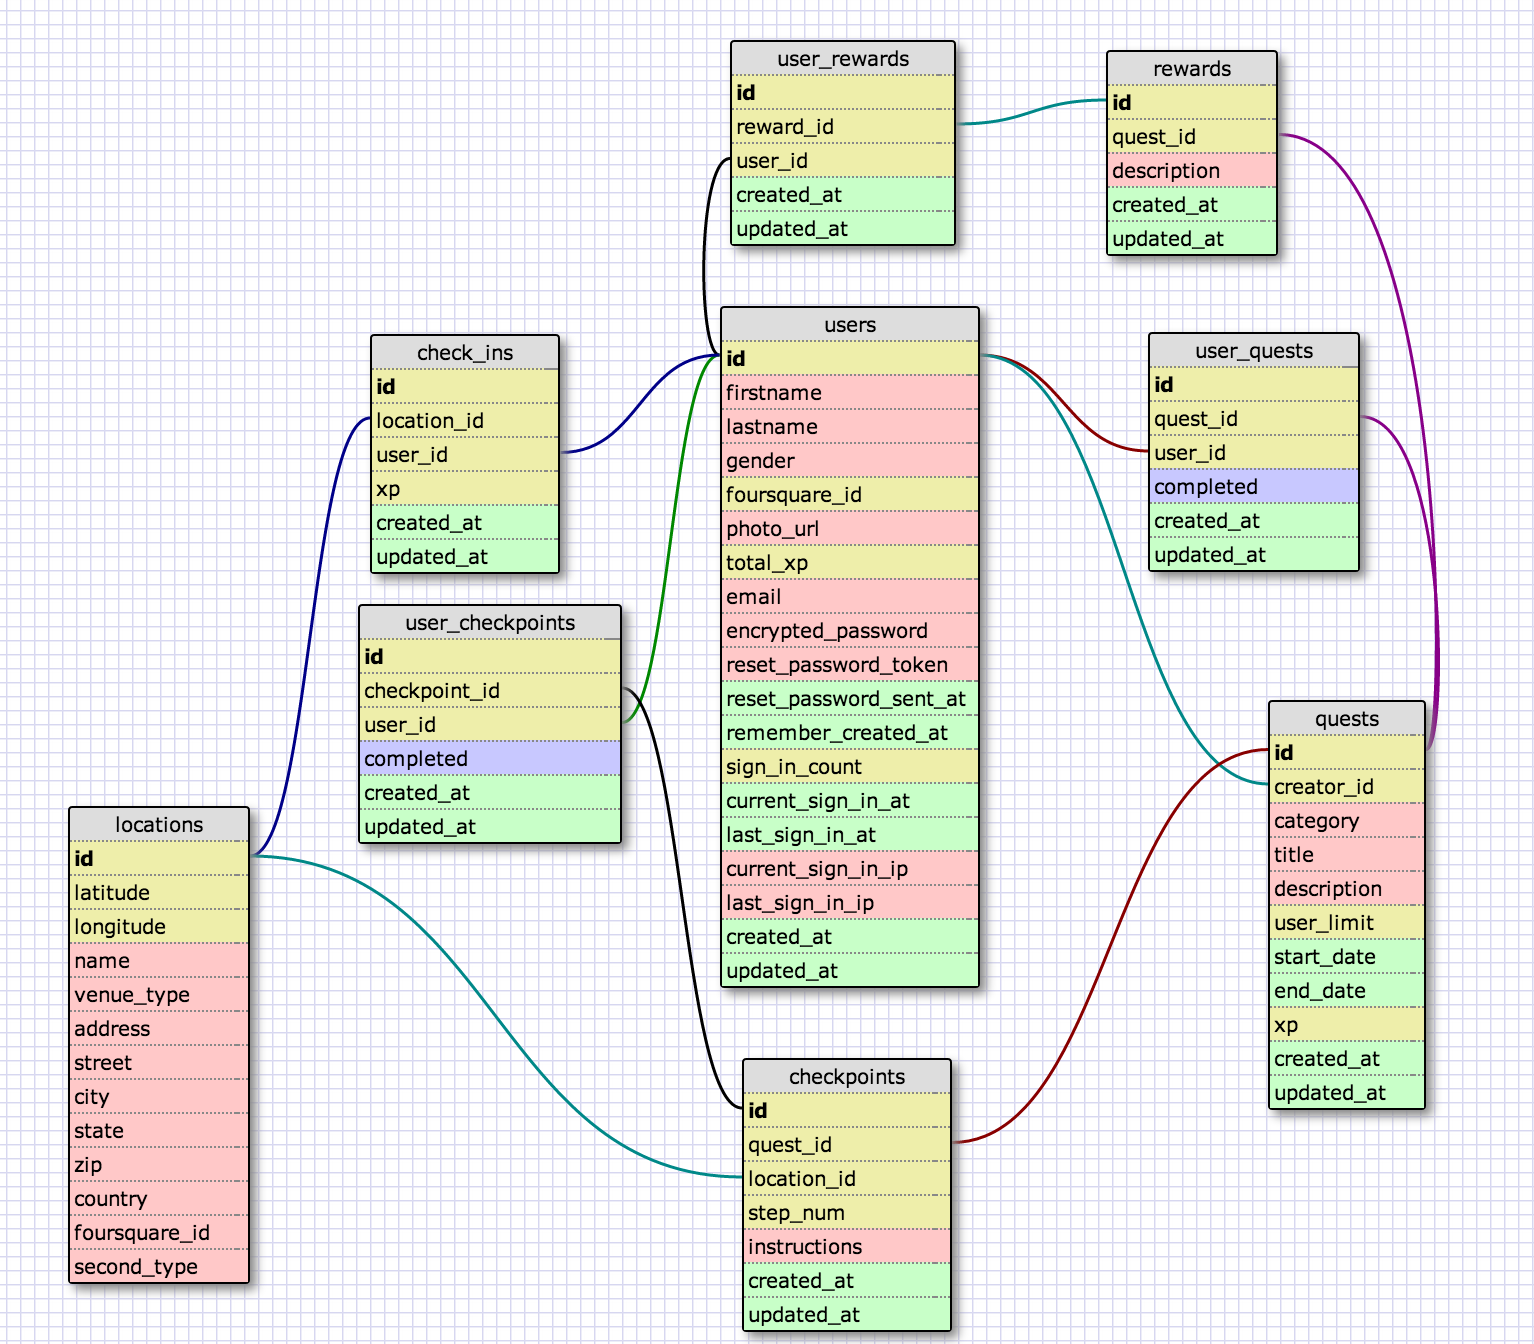 user_rewards
id
reward_id
user_id
created_at
updated_at
rewards
id
quest_id
description
created_at
updated_at
check_ins
id
location_id
user_id
xp
created_at
updated_at
users
id
firstname
lastname
gender
foursquare_id
photo_url
total_xp
email
encrypted_password
reset_password_token
reset_password_sent_at
remember_created_at
sign_in_count
current_sign_in_at
last_sign_in_at
current_sign_in_ip
last_sign_in_ip
created_at
updated_at
user_quests
id
quest_id
user_id
completed
created_at
updated_at
user_checkpoints
id
checkpoint_id
user_id
completed
created_at
updated_at
quests
id
creator_id
category
title
description
user_limit
start_date
end_date
xp
created_at
updated_at
locations
id
latitude
longitude
name
venue_type
address
street
city
state
zip
country
foursquare_id
second_type
checkpoints
id
quest_id
location_id
step_num
instructions
created_at
updated_at